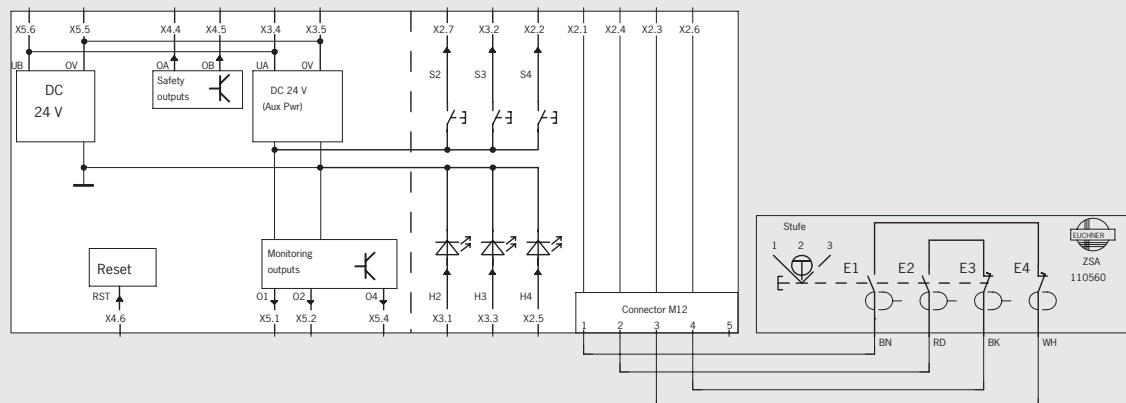 X5.6 X5.5 X4.4 X4.5 X3.4 X3.5 X2.7 X3.2 X2.2 X2.1 X2.4 X2.3 X2.6
UB OV OA OB UA OV S2 S3 S4
DC
24 V
Safety
outputs
DC 24 V
(Aux Pwr)
Stufe
1 2 3
E1 E2 E3 E4
EUCHNER
ZSA
110560
Monitoring
outputs
Reset
RST O1 O2 O4 H2 H3 H4
X4.6 X5.1 X5.2 X5.4 X3.1 X3.3 X2.5
Connector M12
1 2 3 4 5
BN RD BK WH